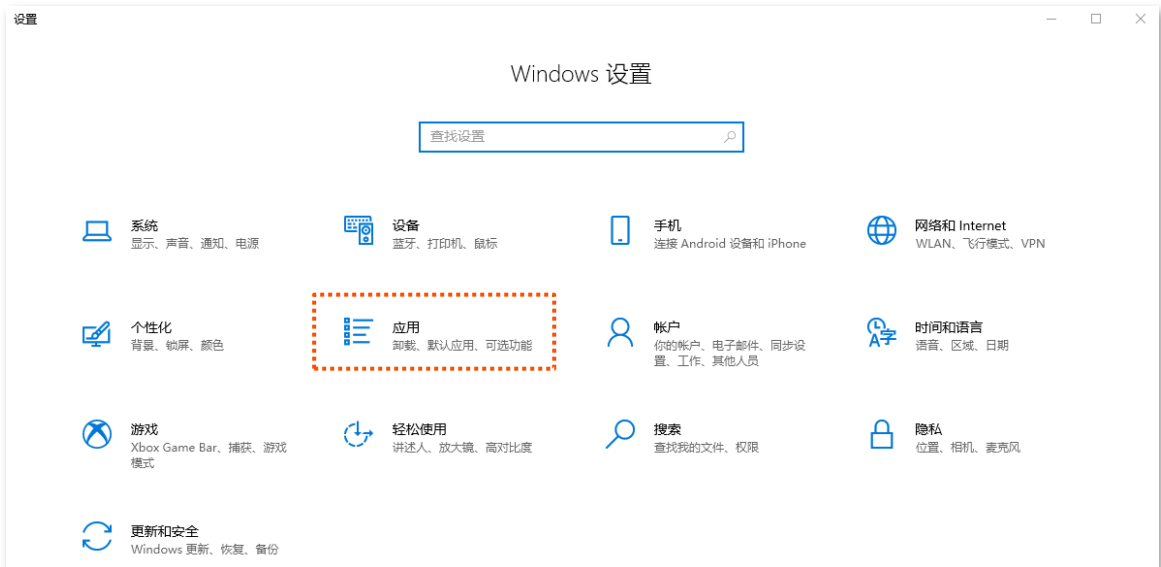 设置
Windows 设置
查找设置
系统
显示、声音、通知、电源
设备
蓝牙、打印机、鼠标
手机
连接 Android 设备和 iPhone
网络和 Internet
WLAN、飞行模式、VPN
个性化
背景、锁屏、颜色
应用
卸载、默认应用、可选功能
帐户
你的帐户、电子邮件、同步设
置、工作、其他人员
时间和语言
语音、区域、日期
游戏
Xbox Game Bar、捕获、游戏
模式
轻松使用
讲述人、放大镜、高对比度
搜索
查找我的文件、权限
隐私
位置、相机、麦克风
更新和安全
Windows 更新、恢复、备份